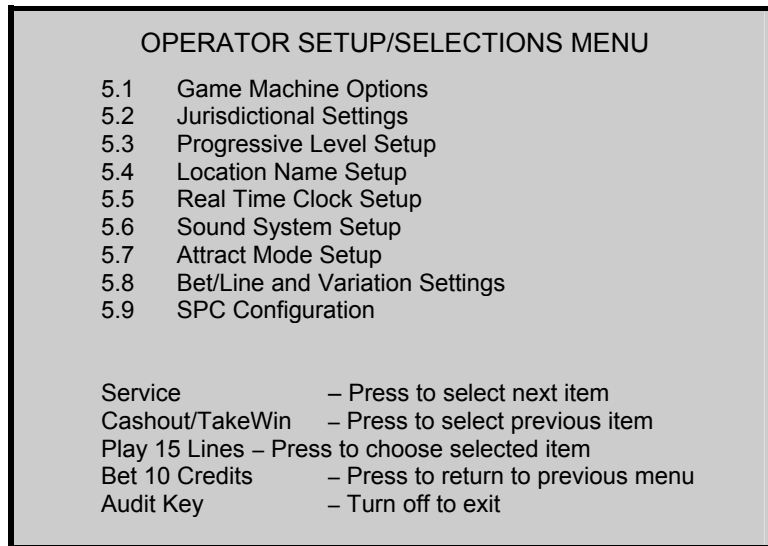 OPERATOR SETUP/SELECTIONS MENU
5.1 Game Machine Options
5.2 Jurisdictional Settings
5.3 Progressive Level Setup
5.4 Location Name Setup
5.5 Real Time Clock Setup
5.6 Sound System Setup
5.7 Attract Mode Setup
5.8 Bet/Line and Variation Settings
5.9 SPC Configuration
Service – Press to select next item
Cashout/TakeWin – Press to select previous item
Play 15 Lines – Press to choose selected item
Bet 10 Credits – Press to return to previous menu
Audit Key – Turn off to exit